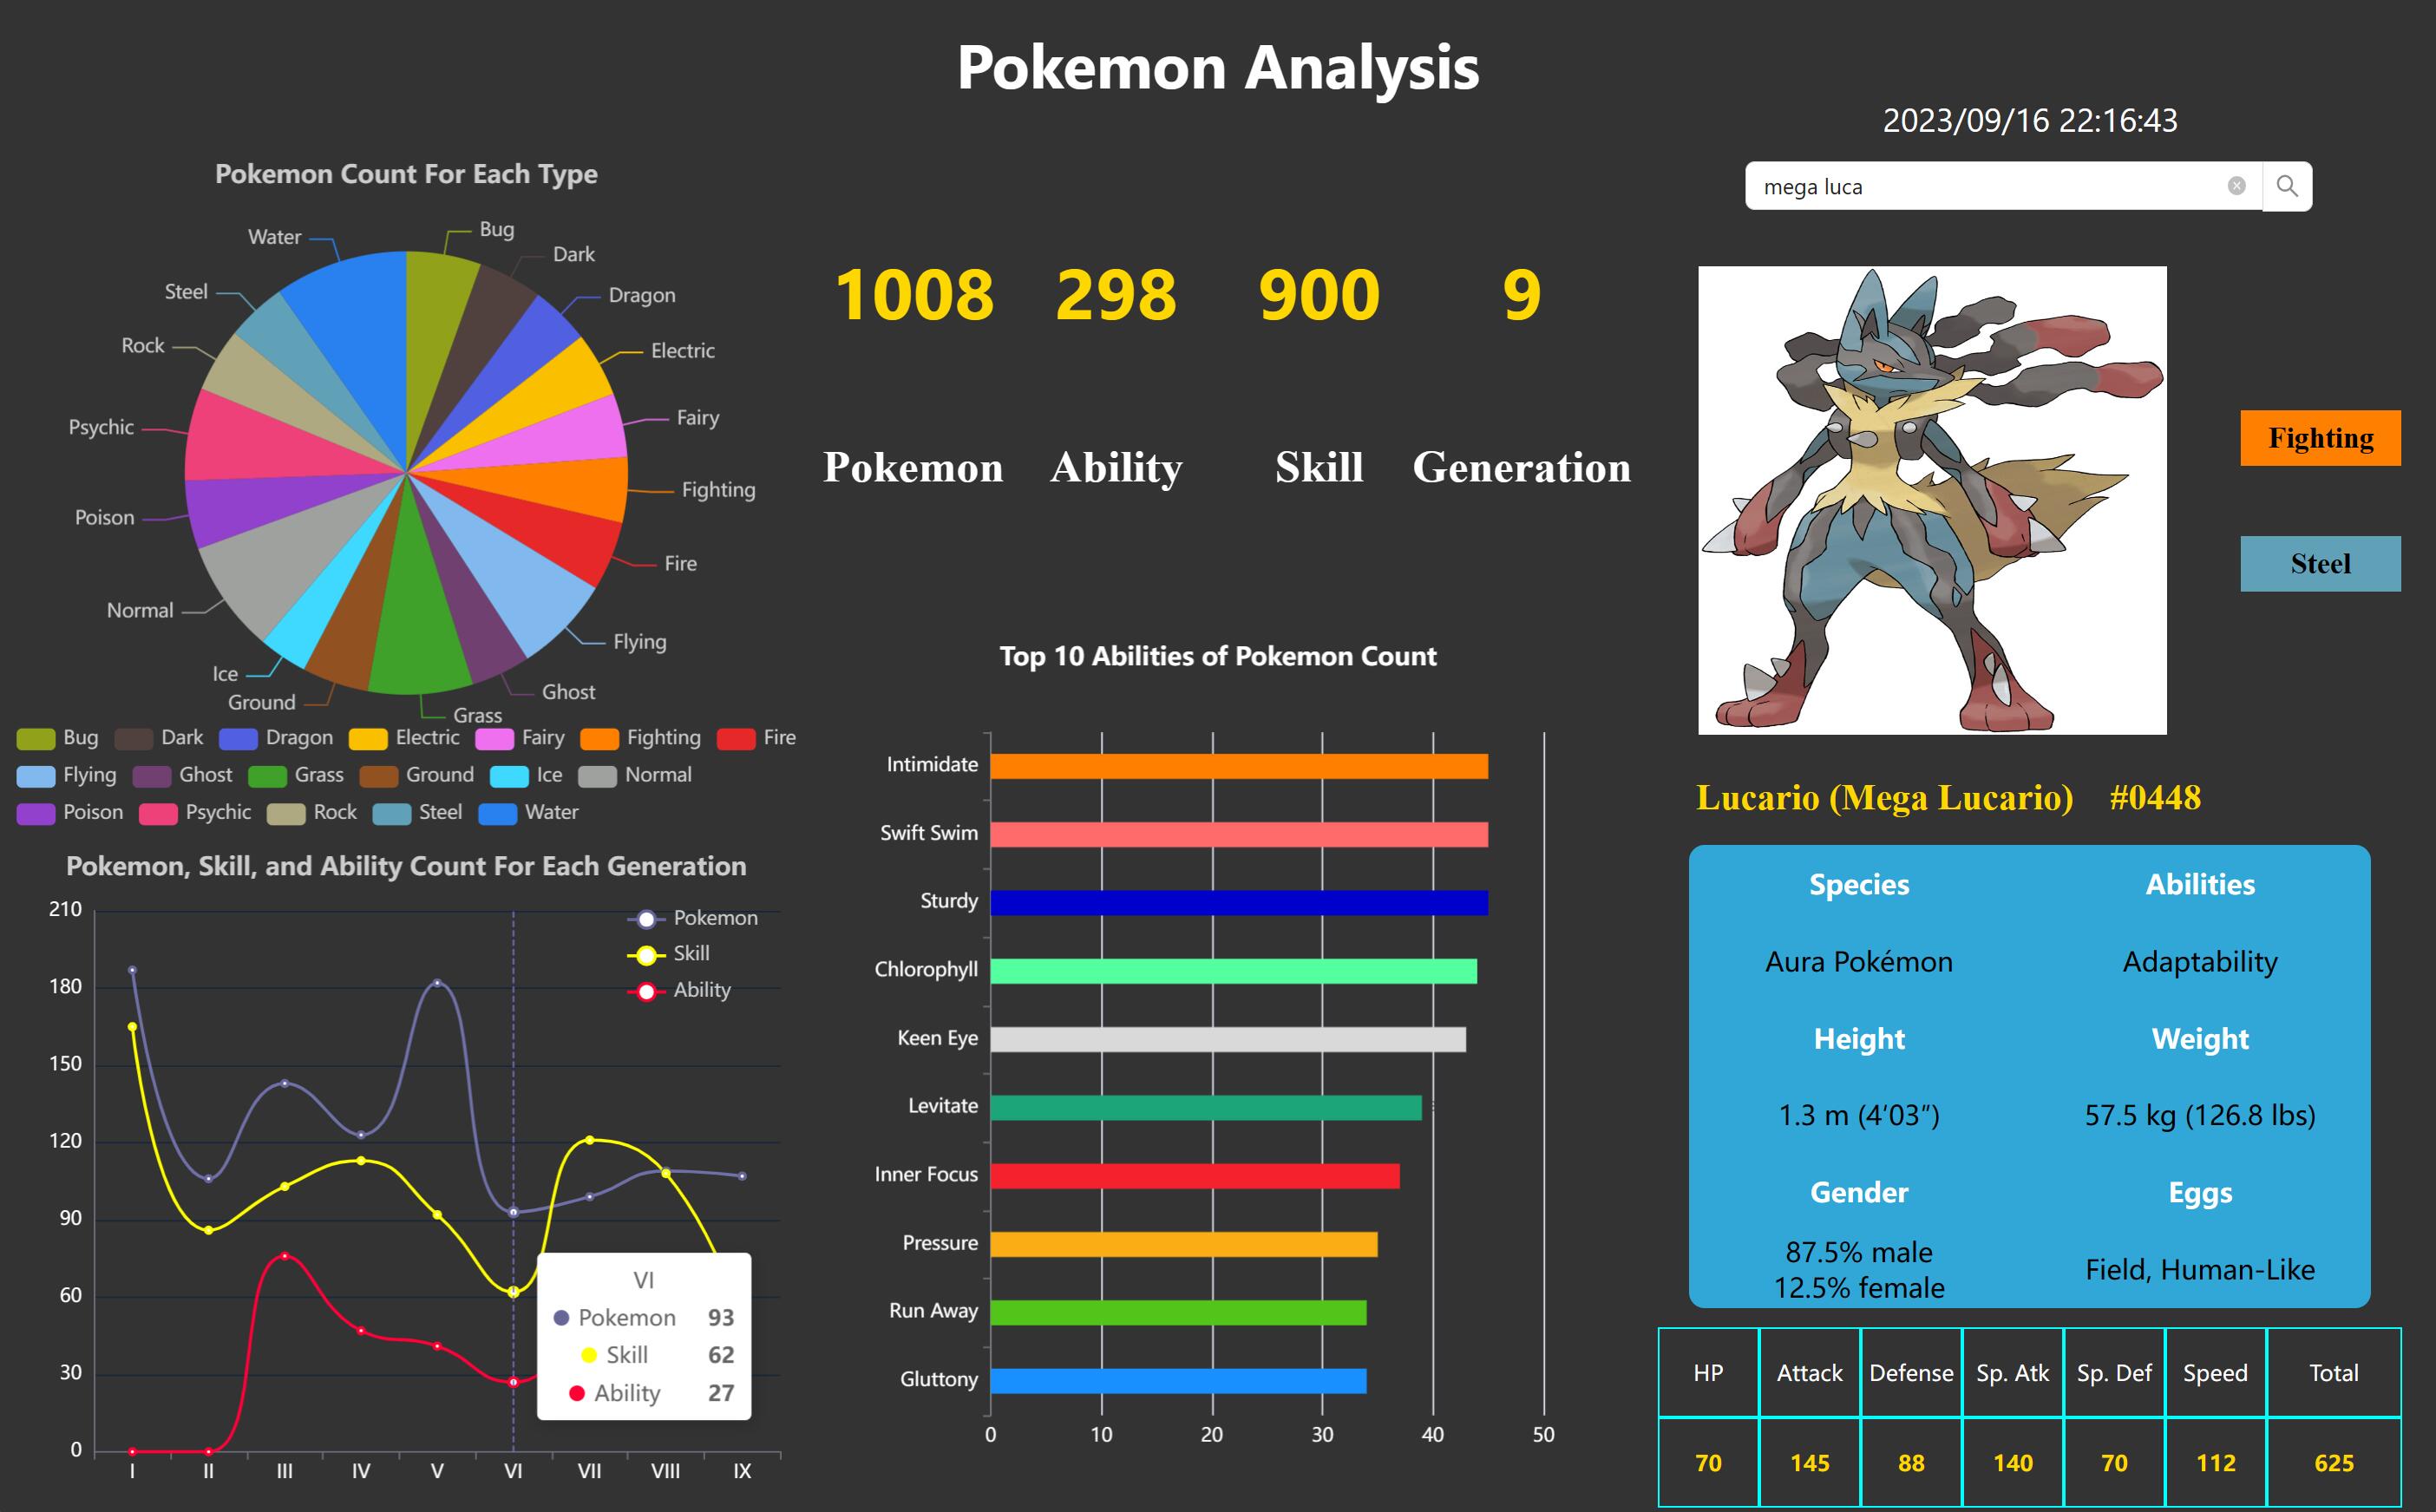 Pokemon Analysis
2023/09/16 22:16:43
mega luca
Pokemon Count For Each Type
Water
Bug
Dark
Steel
Dragon
Rock
Electric
Psychic
Fairy
Poison
Fighting
Normal
Fire
Ice
Flying
Ground
Ghost
Grass
Bug Dark Dragon Electric Fairy Fighting Fire
Flying Ghost Grass Ground Ice Normal
Poison Psychic Rock Steel Water
1008 298 900 9
Pokemon Ability Skill Generation
Pokemon, Skill, and Ability Count For Each Generation
Pokemon
Skill
Ability
210
180
150
120
90
60
30
0
I II III IV V VI VII VIII IX
VI
Pokemon 93
Skill 62
Ability 27
Top 10 Abilities of Pokemon Count
Intimidate
Swift Swim
Sturdy
Chlorophyll
Keen Eye
Levitate
Inner Focus
Pressure
Run Away
Gluttony
0 10 20 30 40 50
Fighting
Steel
Lucario (Mega Lucario) #0448
Species Abilities
Aura Pokémon Adaptability
Height Weight
1.3 m (4′03″) 57.5 kg (126.8 lbs)
Gender Eggs
87.5% male
12.5% female
Field, Human-Like
HP Attack Defense Sp. Atk Sp. Def Speed Total
70 145 88 140 70 112 625